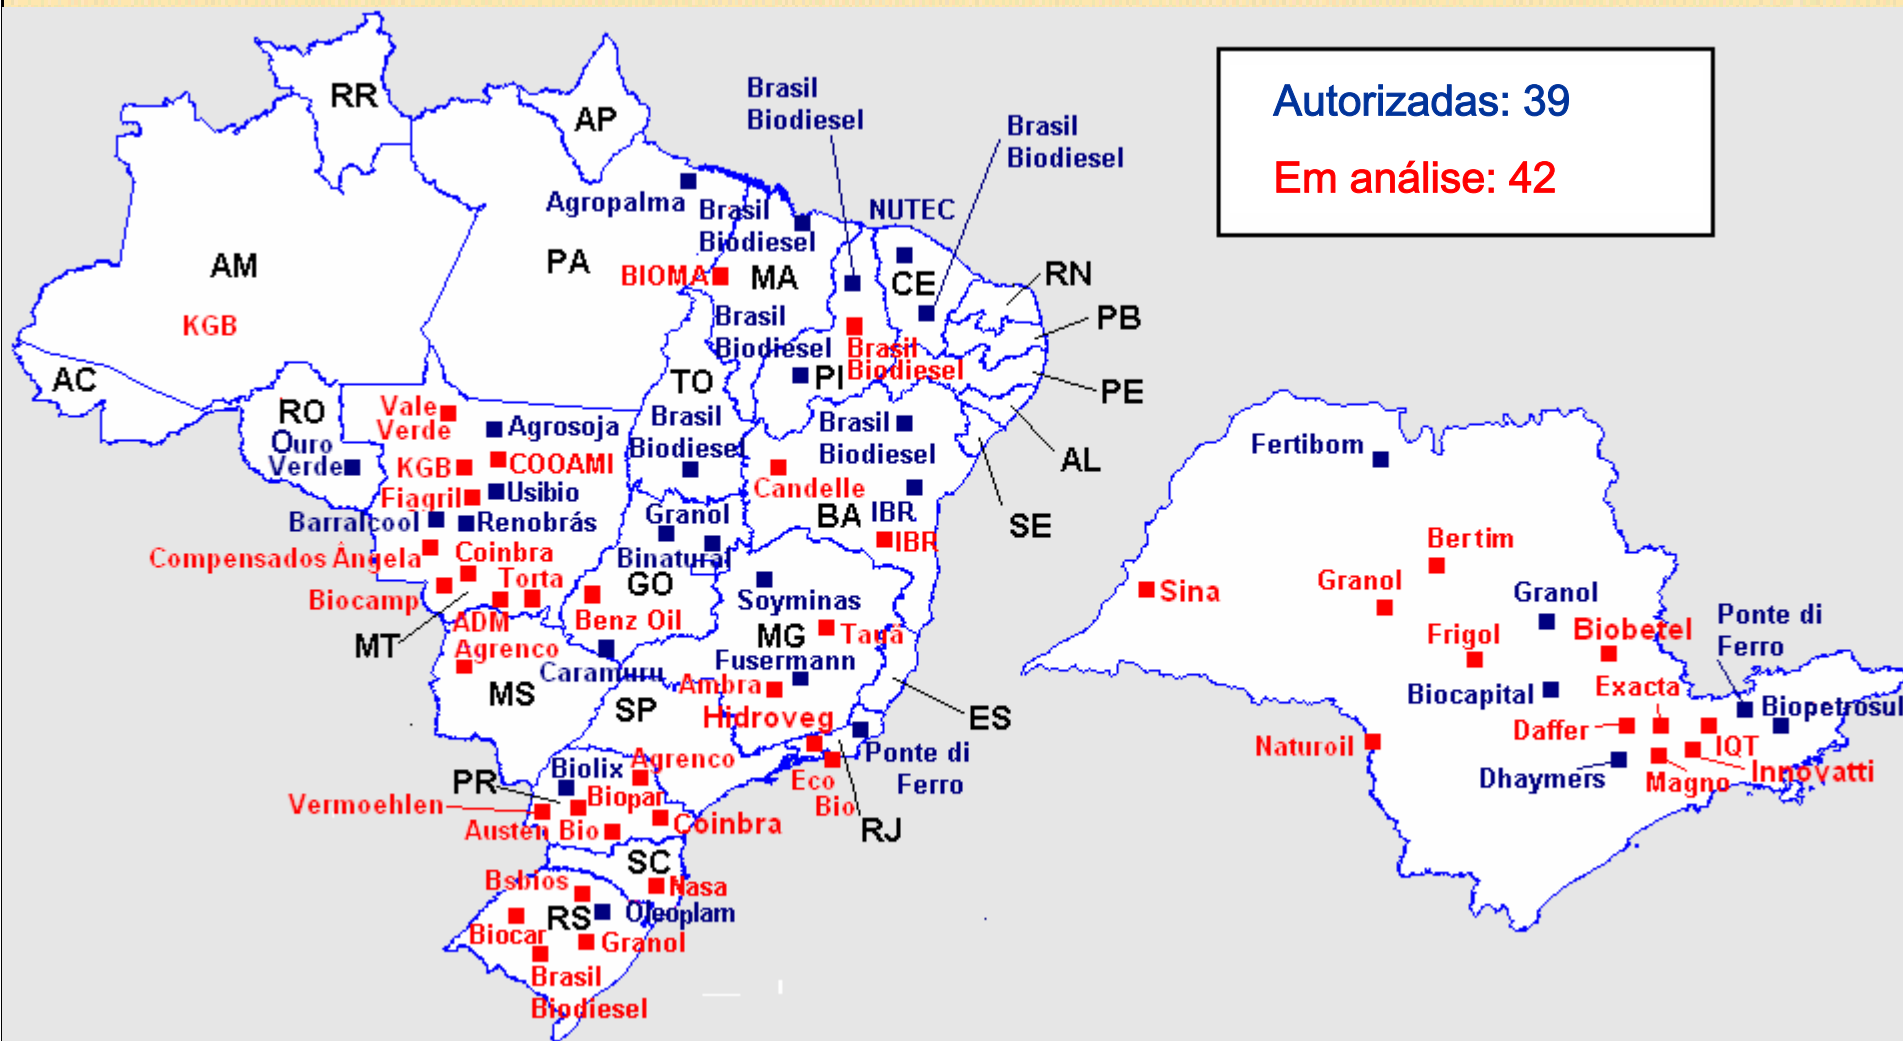 Autorizadas: 39
Em análise: 42
RR
AP
Brasil
Biodiesel
Brasil
Biodiesel
Agropalma
Brasil
Biodiesel
NUTEC
AM
PA
BIOMA
MA
CE
RN
KGB
Brasil
Biodiesel
Brasil
Biodiesel
PB
AC
TO
PI
PE
RO
Ouro
Verde
Vale
Verde
Agrosoja
Brasil
Biodiesel
Brasil
Biodiesel
AL
KGB
COOAMI
Fiagril
Usibio
Candelle
Barralcool
Renobrás
Granol
BA
IBR
SE
Compensados Ângela
Coinbra
Binatural
IBR
Biocamp
Torta
GO
Soyminas
ADM
Benz Oil
MG
Tauá
MT
Agrenco
Caramuru
Fusermann
MS
SP
Ambra
ES
Hidroveg
Agrenco
Ponte di
Ferro
PR
Biolix
Eco
Bio
Vermoehlen
Biopar
RJ
Austen Bio
Coinbra
SC
Bsbios
Nasa
RS
Oleoplam
Biocar
Granol
Brasil
Biodiesel
Fertibom
Bertim
Sina
Granol
Granol
Ponte di
Ferro
Frigol
Biobetel
Biocapital
Exacta
Biopetrosul
Daffer
Naturoil
IQT
Dhaymers
Magno
Innovatti